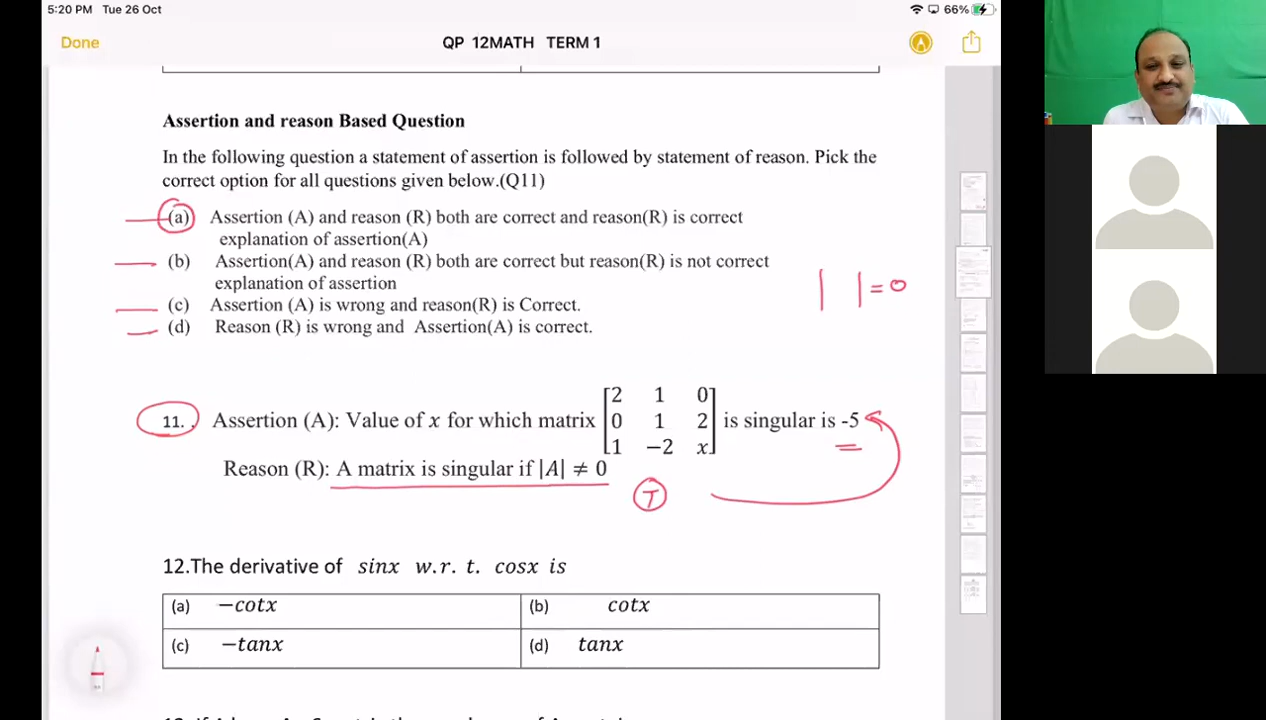 5:20 PM Tue 26 Oct
66%
Done
QP 12MATH TERM 1
Assertion and reason Based Question
In the following question a statement of assertion is followed by statement of reason. Pick the
correct option for all questions given below.(Q11)
(a) Assertion (A) and reason (R) both are correct and reason(R) is correct
explanation of assertion(A)
(b) Assertion(A) and reason (R) both are correct but reason(R) is not correct
explanation of assertion
| | = 0
(c) Assertion (A) is wrong and reason(R) is Correct.
(d) Reason (R) is wrong and Assertion(A) is correct.
2 1 0
11. Assertion (A): Value of x for which matrix 0 1 2 is singular is -5
1 −2 x
Reason (R): A matrix is singular if |A| ≠ 0
T
12.The derivative of sinx w.r. t. cosx is
(a) −cotx (b) cotx
(c) −tanx (d) tanx